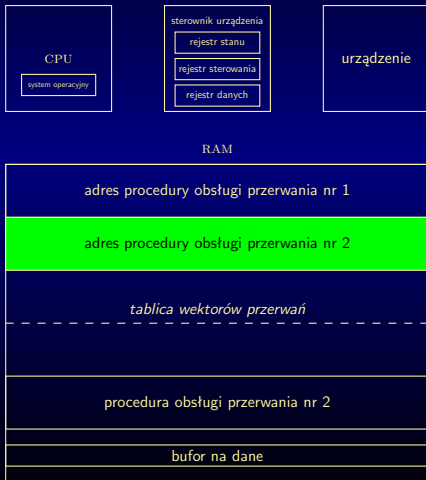 CPU
system operacyjny
sterownik urządzenia
rejestr stanu
rejestr sterowania
rejestr danych
urządzenie
RAM
adres procedury obsługi przerwania nr 1
adres procedury obsługi przerwania nr 2
tablica wektorów przerwań
procedura obsługi przerwania nr 2
bufor na dane